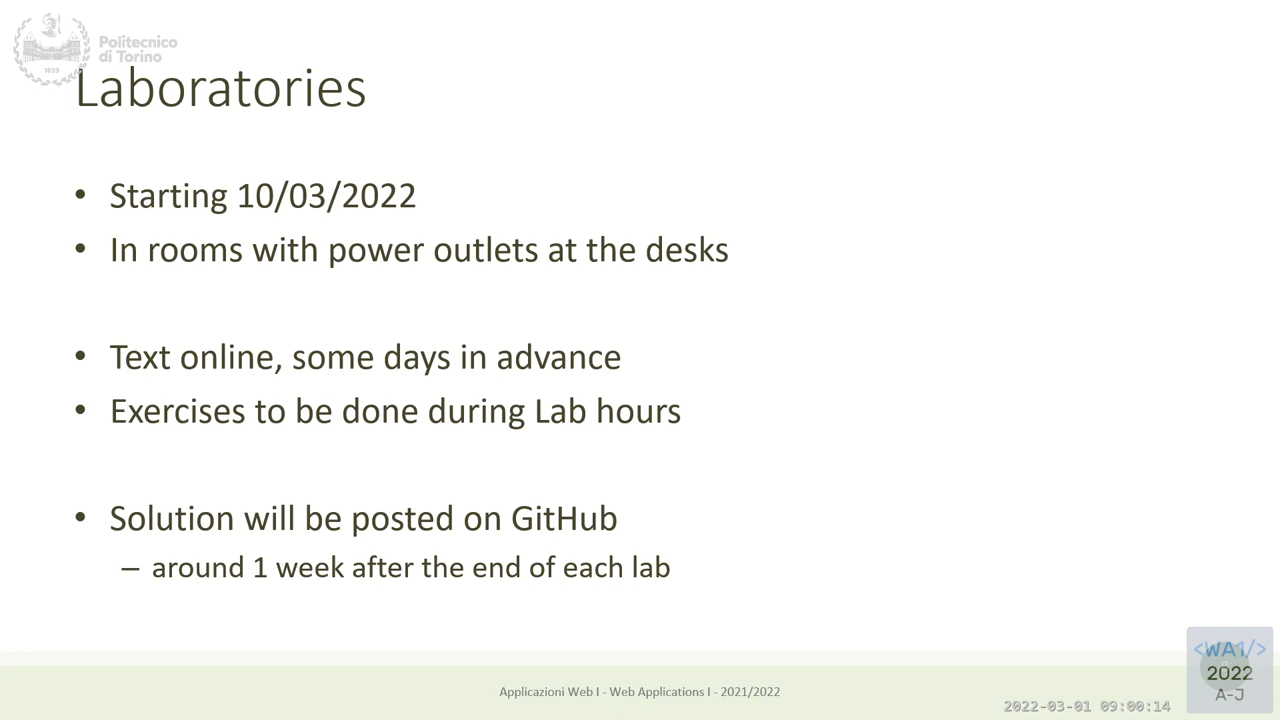 Politecnico
di Torino
1859
Laboratories
• Starting 10/03/2022
• In rooms with power outlets at the desks
• Text online, some days in advance
• Exercises to be done during Lab hours
• Solution will be posted on GitHub
– around 1 week after the end of each lab
Applicazioni Web I - Web Applications I - 2021/2022
2022-03-01 09:00:14
<WA1/>
2022
A-J